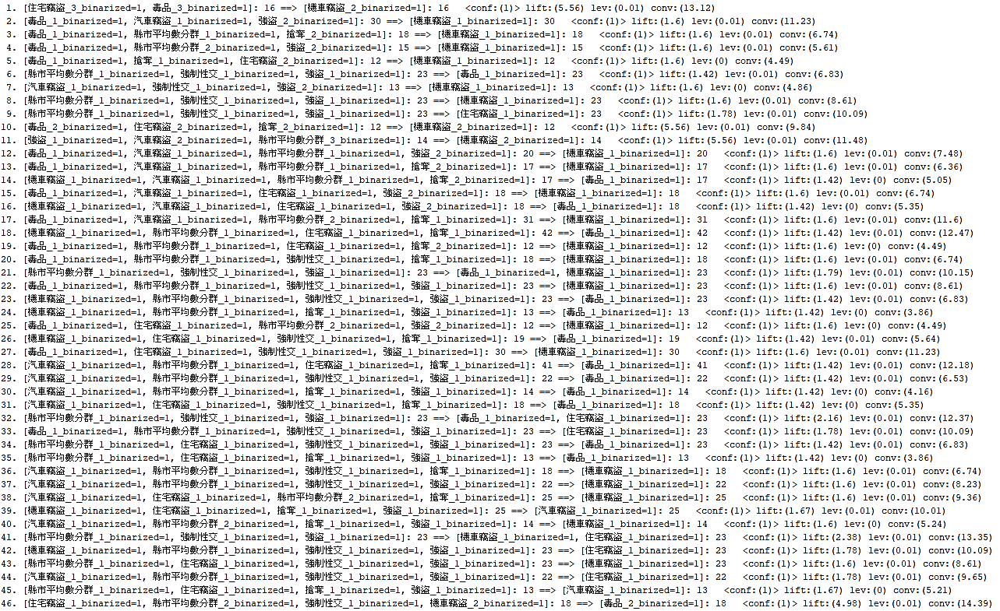 1. [住宅竊盜_3_binarized=1, 毒品_3_binarized=1]: 16 ==> [機車竊盜_2_binarized=1]: 16 <conf:(1)> lift:(5.56) lev:(0.01) conv:(13.12)
2. [毒品_1_binarized=1, 汽車竊盜_1_binarized=1, 強盜_2_binarized=1]: 30 ==> [機車竊盜_1_binarized=1]: 30 <conf:(1)> lift:(1.6) lev:(0.01) conv:(11.23)
3. [毒品_1_binarized=1, 縣市平均數分群_1_binarized=1, 搶奪_2_binarized=1]: 18 ==> [機車竊盜_1_binarized=1]: 18 <conf:(1)> lift:(1.6) lev:(0.01) conv:(6.74)
4. [毒品_1_binarized=1, 縣市平均數分群_2_binarized=1, 強盜_2_binarized=1]: 15 ==> [機車竊盜_1_binarized=1]: 15 <conf:(1)> lift:(1.6) lev:(0.01) conv:(5.61)
5. [毒品_1_binarized=1, 搶奪_1_binarized=1, 住宅竊盜_2_binarized=1]: 12 ==> [機車竊盜_1_binarized=1]: 12 <conf:(1)> lift:(1.6) lev:(0) conv:(4.49)
6. [縣市平均數分群_1_binarized=1, 強制性交_1_binarized=1, 強盜_1_binarized=1]: 23 ==> [毒品_1_binarized=1]: 23 <conf:(1)> lift:(1.42) lev:(0.01) conv:(6.83)
7. [汽車竊盜_1_binarized=1, 強制性交_1_binarized=1, 強盜_2_binarized=1]: 13 ==> [機車竊盜_1_binarized=1]: 13 <conf:(1)> lift:(1.6) lev:(0) conv:(4.86)
8. [縣市平均數分群_1_binarized=1, 強制性交_1_binarized=1, 強盜_1_binarized=1]: 23 ==> [機車竊盜_1_binarized=1]: 23 <conf:(1)> lift:(1.6) lev:(0.01) conv:(8.61)
9. [縣市平均數分群_1_binarized=1, 強制性交_1_binarized=1, 強盜_1_binarized=1]: 23 ==> [住宅竊盜_1_binarized=1]: 23 <conf:(1)> lift:(1.78) lev:(0.01) conv:(10.09)
10. [毒品_2_binarized=1, 住宅竊盜_2_binarized=1, 搶奪_2_binarized=1]: 12 ==> [機車竊盜_2_binarized=1]: 12 <conf:(1)> lift:(5.56) lev:(0.01) conv:(9.84)
11. [強盜_1_binarized=1, 汽車竊盜_2_binarized=1, 縣市平均數分群_3_binarized=1]: 14 ==> [機車竊盜_2_binarized=1]: 14 <conf:(1)> lift:(5.56) lev:(0.01) conv:(11.48)
12. [毒品_1_binarized=1, 汽車竊盜_1_binarized=1, 縣市平均數分群_1_binarized=1, 強盜_2_binarized=1]: 20 ==> [機車竊盜_1_binarized=1]: 20 <conf:(1)> lift:(1.6) lev:(0.01) conv:(7.48)
13. [毒品_1_binarized=1, 汽車竊盜_1_binarized=1, 縣市平均數分群_1_binarized=1, 搶奪_2_binarized=1]: 17 ==> [機車竊盜_1_binarized=1]: 17 <conf:(1)> lift:(1.6) lev:(0.01) conv:(6.36)
14. [機車竊盜_1_binarized=1, 汽車竊盜_1_binarized=1, 縣市平均數分群_1_binarized=1, 搶奪_2_binarized=1]: 17 ==> [毒品_1_binarized=1]: 17 <conf:(1)> lift:(1.42) lev:(0) conv:(5.05)
15. [毒品_1_binarized=1, 汽車竊盜_1_binarized=1, 住宅竊盜_1_binarized=1, 強盜_2_binarized=1]: 18 ==> [機車竊盜_1_binarized=1]: 18 <conf:(1)> lift:(1.6) lev:(0.01) conv:(6.74)
16. [機車竊盜_1_binarized=1, 汽車竊盜_1_binarized=1, 住宅竊盜_1_binarized=1, 強盜_2_binarized=1]: 18 ==> [毒品_1_binarized=1]: 18 <conf:(1)> lift:(1.42) lev:(0) conv:(5.35)
17. [毒品_1_binarized=1, 汽車竊盜_1_binarized=1, 縣市平均數分群_2_binarized=1, 搶奪_1_binarized=1]: 31 ==> [機車竊盜_1_binarized=1]: 31 <conf:(1)> lift:(1.6) lev:(0.01) conv:(11.6)
18. [機車竊盜_1_binarized=1, 縣市平均數分群_1_binarized=1, 住宅竊盜_1_binarized=1, 搶奪_1_binarized=1]: 42 ==> [毒品_1_binarized=1]: 42 <conf:(1)> lift:(1.42) lev:(0.01) conv:(12.47)
19. [毒品_1_binarized=1, 縣市平均數分群_1_binarized=1, 住宅竊盜_1_binarized=1, 搶奪_2_binarized=1]: 12 ==> [機車竊盜_1_binarized=1]: 12 <conf:(1)> lift:(1.6) lev:(0) conv:(4.49)
20. [毒品_1_binarized=1, 縣市平均數分群_1_binarized=1, 強制性交_1_binarized=1, 搶奪_1_binarized=1]: 18 ==> [機車竊盜_1_binarized=1]: 18 <conf:(1)> lift:(1.6) lev:(0.01) conv:(6.74)
21. [縣市平均數分群_1_binarized=1, 強制性交_1_binarized=1, 強盜_1_binarized=1]: 23 ==> [毒品_1_binarized=1, 機車竊盜_1_binarized=1]: 23 <conf:(1)> lift:(1.79) lev:(0.01) conv:(10.15)
22. [毒品_1_binarized=1, 縣市平均數分群_1_binarized=1, 強制性交_1_binarized=1, 強盜_1_binarized=1]: 23 ==> [機車竊盜_1_binarized=1]: 23 <conf:(1)> lift:(1.6) lev:(0.01) conv:(8.61)
23. [機車竊盜_1_binarized=1, 縣市平均數分群_1_binarized=1, 強制性交_1_binarized=1, 強盜_1_binarized=1]: 23 ==> [毒品_1_binarized=1]: 23 <conf:(1)> lift:(1.42) lev:(0.01) conv:(6.83)
24. [機車竊盜_1_binarized=1, 縣市平均數分群_1_binarized=1, 搶奪_1_binarized=1, 強盜_1_binarized=1]: 13 ==> [毒品_1_binarized=1]: 13 <conf:(1)> lift:(1.42) lev:(0) conv:(3.86)
25. [毒品_1_binarized=1, 住宅竊盜_1_binarized=1, 縣市平均數分群_2_binarized=1, 強盜_2_binarized=1]: 12 ==> [機車竊盜_1_binarized=1]: 12 <conf:(1)> lift:(1.6) lev:(0) conv:(4.49)
26. [機車竊盜_1_binarized=1, 住宅竊盜_1_binarized=1, 強制性交_1_binarized=1, 搶奪_1_binarized=1]: 19 ==> [毒品_1_binarized=1]: 19 <conf:(1)> lift:(1.42) lev:(0.01) conv:(5.64)
27. [毒品_1_binarized=1, 住宅竊盜_1_binarized=1, 強制性交_1_binarized=1, 強盜_1_binarized=1]: 30 ==> [機車竊盜_1_binarized=1]: 30 <conf:(1)> lift:(1.6) lev:(0.01) conv:(11.23)
28. [汽車竊盜_1_binarized=1, 縣市平均數分群_1_binarized=1, 住宅竊盜_1_binarized=1, 搶奪_1_binarized=1]: 41 ==> [毒品_1_binarized=1]: 41 <conf:(1)> lift:(1.42) lev:(0.01) conv:(12.18)
29. [汽車竊盜_1_binarized=1, 縣市平均數分群_1_binarized=1, 強制性交_1_binarized=1, 強盜_1_binarized=1]: 22 ==> [毒品_1_binarized=1]: 22 <conf:(1)> lift:(1.42) lev:(0.01) conv:(6.53)
30. [汽車竊盜_1_binarized=1, 縣市平均數分群_1_binarized=1, 搶奪_1_binarized=1, 強盜_1_binarized=1]: 14 ==> [毒品_1_binarized=1]: 14 <conf:(1)> lift:(1.42) lev:(0) conv:(4.16)
31. [汽車竊盜_1_binarized=1, 住宅竊盜_1_binarized=1, 強制性交_1_binarized=1, 搶奪_1_binarized=1]: 18 ==> [毒品_1_binarized=1]: 18 <conf:(1)> lift:(1.42) lev:(0) conv:(5.35)
32. [縣市平均數分群_1_binarized=1, 強制性交_1_binarized=1, 強盜_1_binarized=1]: 23 ==> [毒品_1_binarized=1, 住宅竊盜_1_binarized=1]: 23 <conf:(1)> lift:(2.16) lev:(0.01) conv:(12.37)
33. [毒品_1_binarized=1, 縣市平均數分群_1_binarized=1, 強制性交_1_binarized=1, 強盜_1_binarized=1]: 23 ==> [住宅竊盜_1_binarized=1]: 23 <conf:(1)> lift:(1.78) lev:(0.01) conv:(10.09)
34. [縣市平均數分群_1_binarized=1, 住宅竊盜_1_binarized=1, 強制性交_1_binarized=1, 強盜_1_binarized=1]: 23 ==> [毒品_1_binarized=1]: 23 <conf:(1)> lift:(1.42) lev:(0.01) conv:(6.83)
35. [縣市平均數分群_1_binarized=1, 住宅竊盜_1_binarized=1, 搶奪_1_binarized=1, 強盜_1_binarized=1]: 13 ==> [毒品_1_binarized=1]: 13 <conf:(1)> lift:(1.42) lev:(0) conv:(3.86)
36. [汽車竊盜_1_binarized=1, 縣市平均數分群_1_binarized=1, 強制性交_1_binarized=1, 搶奪_1_binarized=1]: 18 ==> [機車竊盜_1_binarized=1]: 18 <conf:(1)> lift:(1.6) lev:(0.01) conv:(6.74)
37. [汽車竊盜_1_binarized=1, 縣市平均數分群_1_binarized=1, 強制性交_1_binarized=1, 強盜_1_binarized=1]: 22 ==> [機車竊盜_1_binarized=1]: 22 <conf:(1)> lift:(1.6) lev:(0.01) conv:(8.23)
38. [汽車竊盜_1_binarized=1, 住宅竊盜_1_binarized=1, 縣市平均數分群_2_binarized=1, 搶奪_1_binarized=1]: 25 ==> [機車竊盜_1_binarized=1]: 25 <conf:(1)> lift:(1.6) lev:(0.01) conv:(9.36)
39. [機車竊盜_1_binarized=1, 住宅竊盜_1_binarized=1, 搶奪_1_binarized=1, 強盜_1_binarized=1]: 25 ==> [汽車竊盜_1_binarized=1]: 25 <conf:(1)> lift:(1.67) lev:(0.01) conv:(10.01)
40. [汽車竊盜_1_binarized=1, 縣市平均數分群_2_binarized=1, 搶奪_1_binarized=1, 強盜_1_binarized=1]: 14 ==> [機車竊盜_1_binarized=1]: 14 <conf:(1)> lift:(1.6) lev:(0) conv:(5.24)
41. [縣市平均數分群_1_binarized=1, 強制性交_1_binarized=1, 強盜_1_binarized=1]: 23 ==> [機車竊盜_1_binarized=1, 住宅竊盜_1_binarized=1]: 23 <conf:(1)> lift:(2.38) lev:(0.01) conv:(13.35)
42. [機車竊盜_1_binarized=1, 縣市平均數分群_1_binarized=1, 強制性交_1_binarized=1, 強盜_1_binarized=1]: 23 ==> [住宅竊盜_1_binarized=1]: 23 <conf:(1)> lift:(1.78) lev:(0.01) conv:(10.09)
43. [縣市平均數分群_1_binarized=1, 住宅竊盜_1_binarized=1, 強制性交_1_binarized=1, 強盜_1_binarized=1]: 23 ==> [機車竊盜_1_binarized=1]: 23 <conf:(1)> lift:(1.6) lev:(0.01) conv:(8.61)
44. [汽車竊盜_1_binarized=1, 縣市平均數分群_1_binarized=1, 強制性交_1_binarized=1, 強盜_1_binarized=1]: 22 ==> [住宅竊盜_1_binarized=1]: 22 <conf:(1)> lift:(1.78) lev:(0.01) conv:(9.65)
45. [縣市平均數分群_1_binarized=1, 住宅竊盜_1_binarized=1, 搶奪_1_binarized=1, 強盜_1_binarized=1]: 13 ==> [汽車竊盜_1_binarized=1]: 13 <conf:(1)> lift:(1.67) lev:(0) conv:(5.21)
46. [住宅竊盜_1_binarized=1, 縣市平均數分群_2_binarized=1, 強制性交_1_binarized=1, 機車竊盜_2_binarized=1]: 18 ==> [毒品_2_binarized=1]: 18 <conf:(1)> lift:(4.98) lev:(0.01) conv:(14.39)